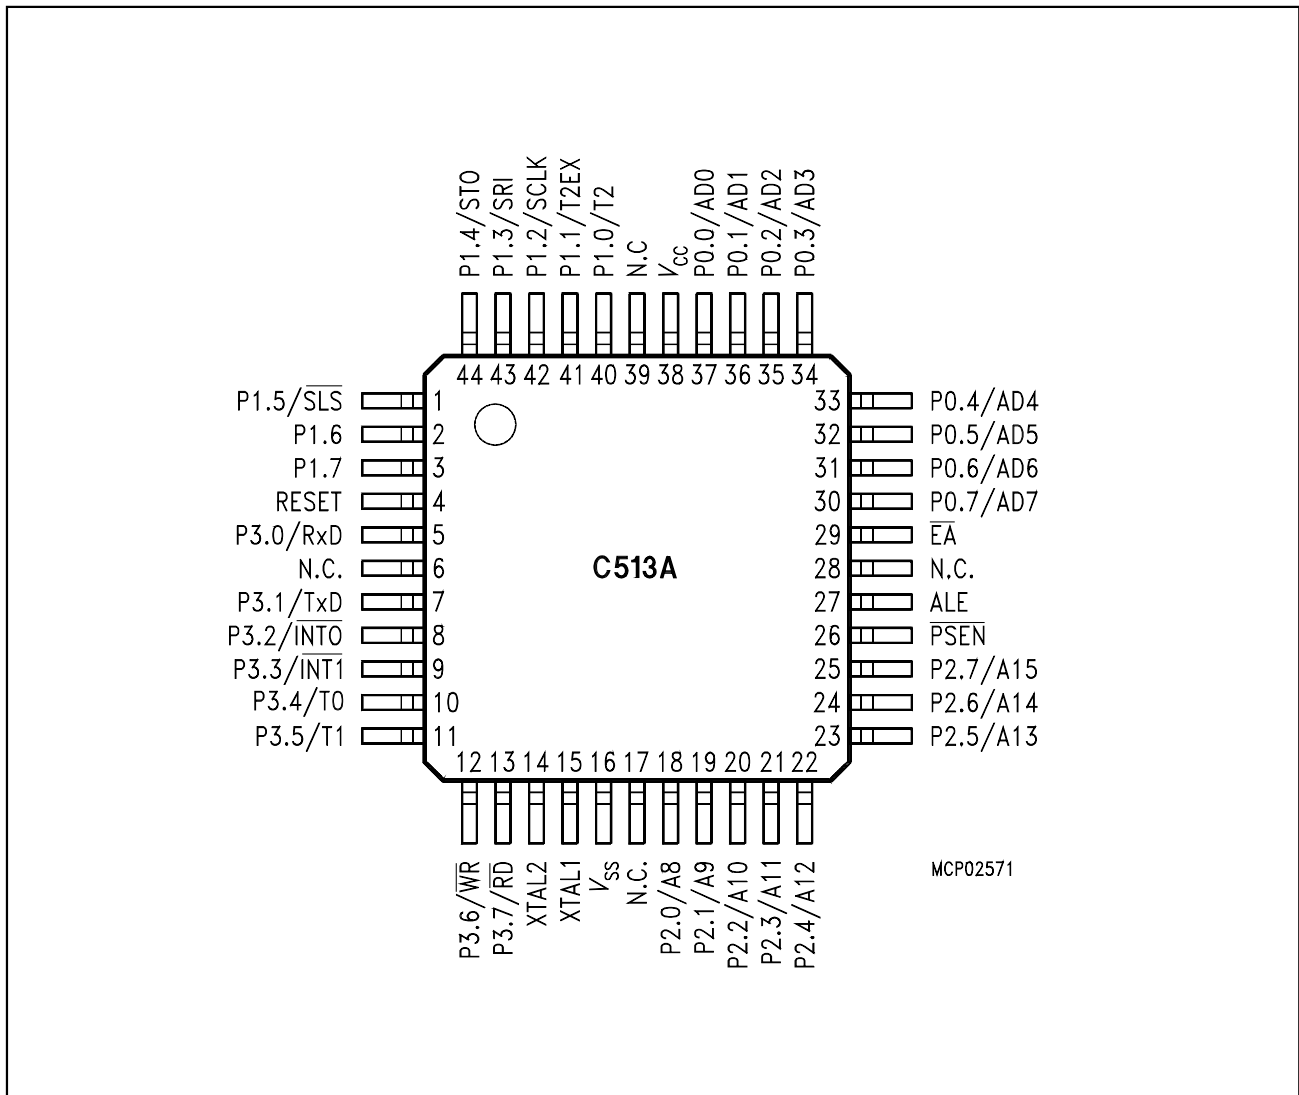 P1.4/STO
P1.3/SRI
P1.2/SCLK
P1.1/T2EX
P1.0/T2
N.C
VCC
P0.0/AD0
P0.1/AD1
P0.2/AD2
P0.3/AD3
44 43 42 41 40 39 38 37 36 35 34
P1.5/S̅L̅S̅ 1 33 P0.4/AD4
P1.6 2 32 P0.5/AD5
P1.7 3 31 P0.6/AD6
RESET 4 30 P0.7/AD7
P3.0/RxD 5 29 E̅A̅
N.C. 6 C513A 28 N.C.
P3.1/TxD 7 27 ALE
P3.2/I̅N̅T̅0̅ 8 26 P̅S̅E̅N̅
P3.3/I̅N̅T̅1̅ 9 25 P2.7/A15
P3.4/T0 10 24 P2.6/A14
P3.5/T1 11 23 P2.5/A13
12 13 14 15 16 17 18 19 20 21 22
P3.6/W̅R̅
P3.7/R̅D̅
XTAL2
XTAL1
VSS
N.C.
P2.0/A8
P2.1/A9
P2.2/A10
P2.3/A11
P2.4/A12
MCP02571